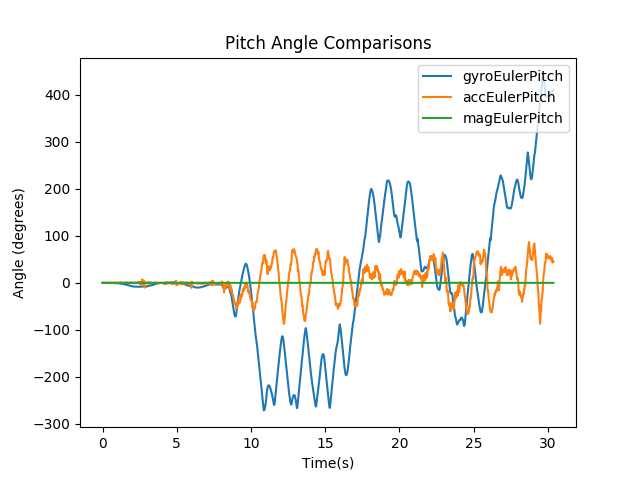 Pitch Angle Comparisons
gyroEulerPitch
accEulerPitch
magEulerPitch
400
300
200
100
0
−100
−200
−300
Angle (degrees)
0 5 10 15 20 25 30
Time(s)